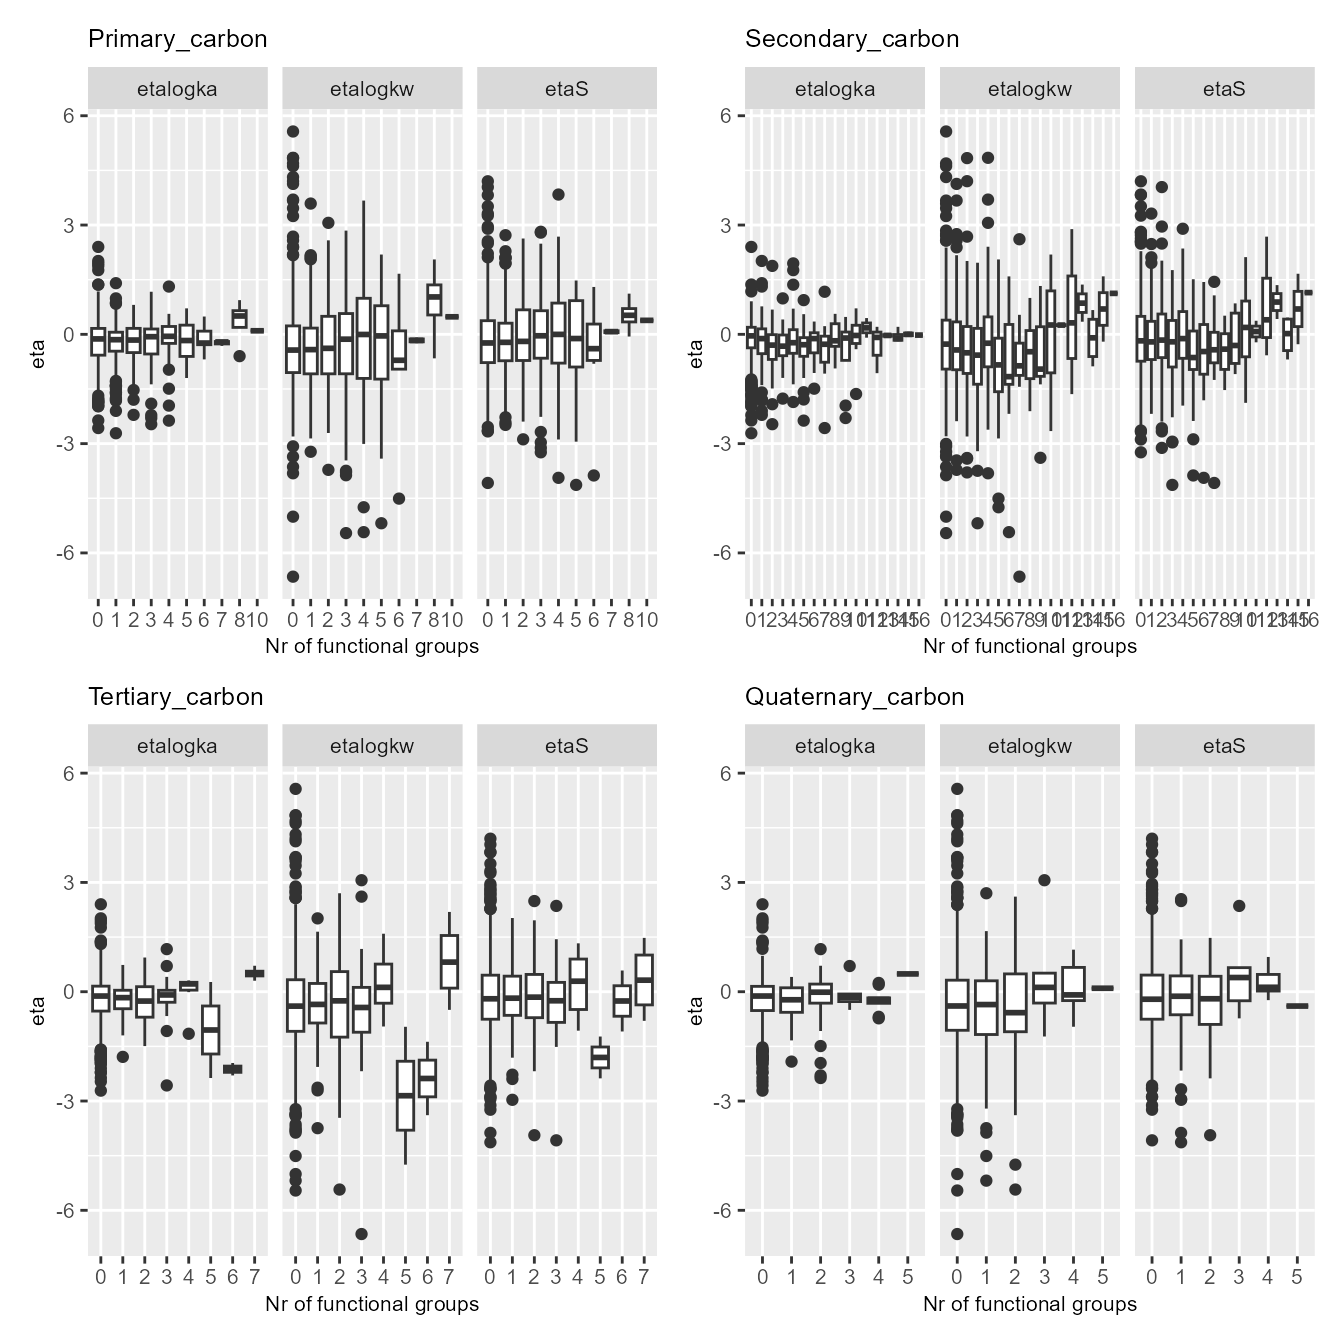 Primary_carbon
etalogka etalogkw etaS
eta
6
3
0
-3
-6
0 1 2 3 4 5 6 7 8 10 0 1 2 3 4 5 6 7 8 10 0 1 2 3 4 5 6 7 8 10
Nr of functional groups
Secondary_carbon
etalogka etalogkw etaS
eta
6
3
0
-3
-6
Nr of functional groups
Tertiary_carbon
etalogka etalogkw etaS
eta
6
3
0
-3
-6
0 1 2 3 4 5 6 7 0 1 2 3 4 5 6 7 0 1 2 3 4 5 6 7
Nr of functional groups
Quaternary_carbon
etalogka etalogkw etaS
eta
6
3
0
-3
-6
0 1 2 3 4 5 0 1 2 3 4 5 0 1 2 3 4 5
Nr of functional groups